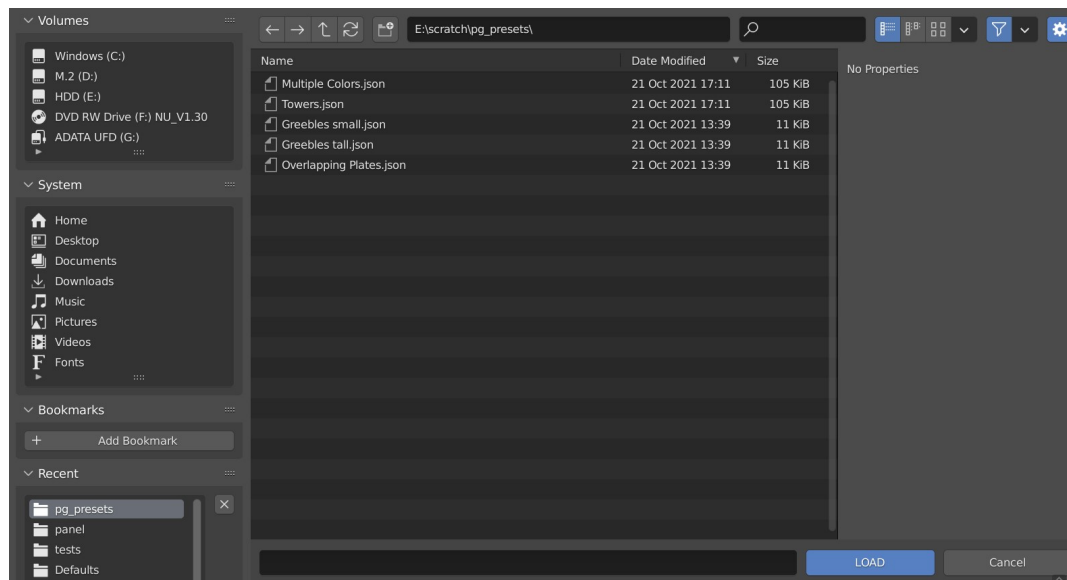 Volumes
Windows (C:)
M.2 (D:)
HDD (E:)
DVD RW Drive (F:) NU_V1.30
ADATA UFD (G:)
System
Home
Desktop
Documents
Downloads
Music
Pictures
Videos
Fonts
Bookmarks
+ Add Bookmark
Recent
pg_presets
panel
tests
Defaults
E:\scratch\pg_presets\
Name Date Modified Size
Multiple Colors.json 21 Oct 2021 17:11 105 KiB
Towers.json 21 Oct 2021 17:11 105 KiB
Greebles small.json 21 Oct 2021 13:39 11 KiB
Greebles tall.json 21 Oct 2021 13:39 11 KiB
Overlapping Plates.json 21 Oct 2021 13:39 11 KiB
No Properties
LOAD Cancel